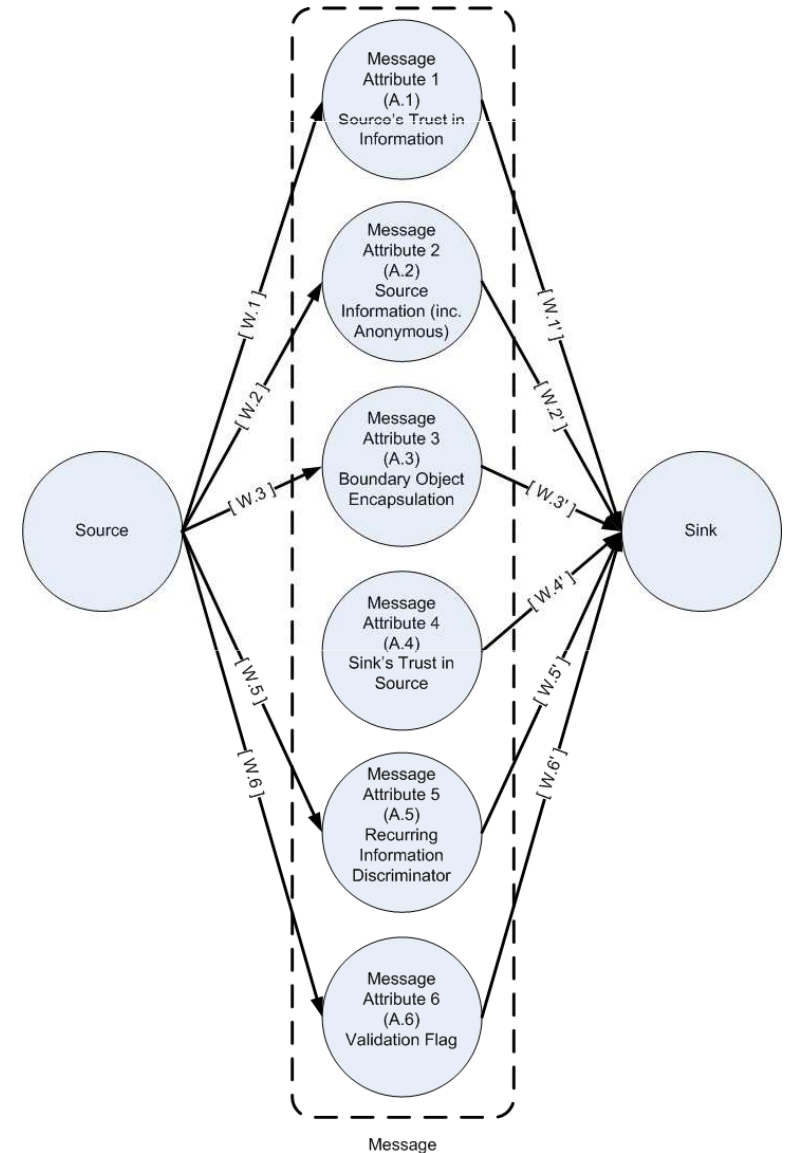 Message
Attribute 1
(A.1)
Source's Trust in
Information
Message
Attribute 2
(A.2)
Source
Information (inc.
Anonymous)
Message
Attribute 3
(A.3)
Boundary Object
Encapsulation
Message
Attribute 4
(A.4)
Sink's Trust in
Source
Message
Attribute 5
(A.5)
Recurring
Information
Discriminator
Message
Attribute 6
(A.6)
Validation Flag
Source
Sink
[ W.1 ]
[ W.2 ]
[ W.3 ]
[ W.5 ]
[ W.6 ]
[ W.1' ]
[ W.2' ]
[ W.3' ]
[ W.4' ]
[ W.5' ]
[ W.6' ]
Message